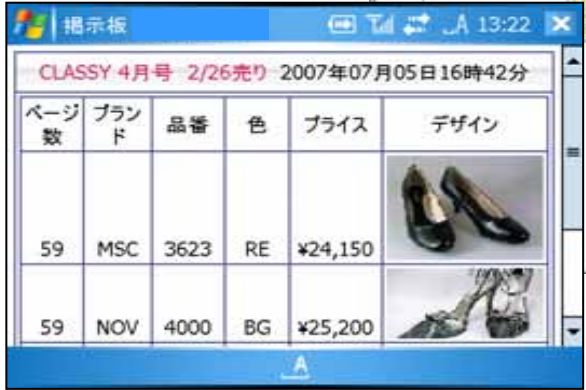 掲示板 A 13:22
CLASSY 4月号 2/26売り 2007年07月05日16時42分
ページ数 ブランド 品番 色 プライス デザイン
59 MSC 3623 RE ¥24,150
59 NOV 4000 BG ¥25,200
A